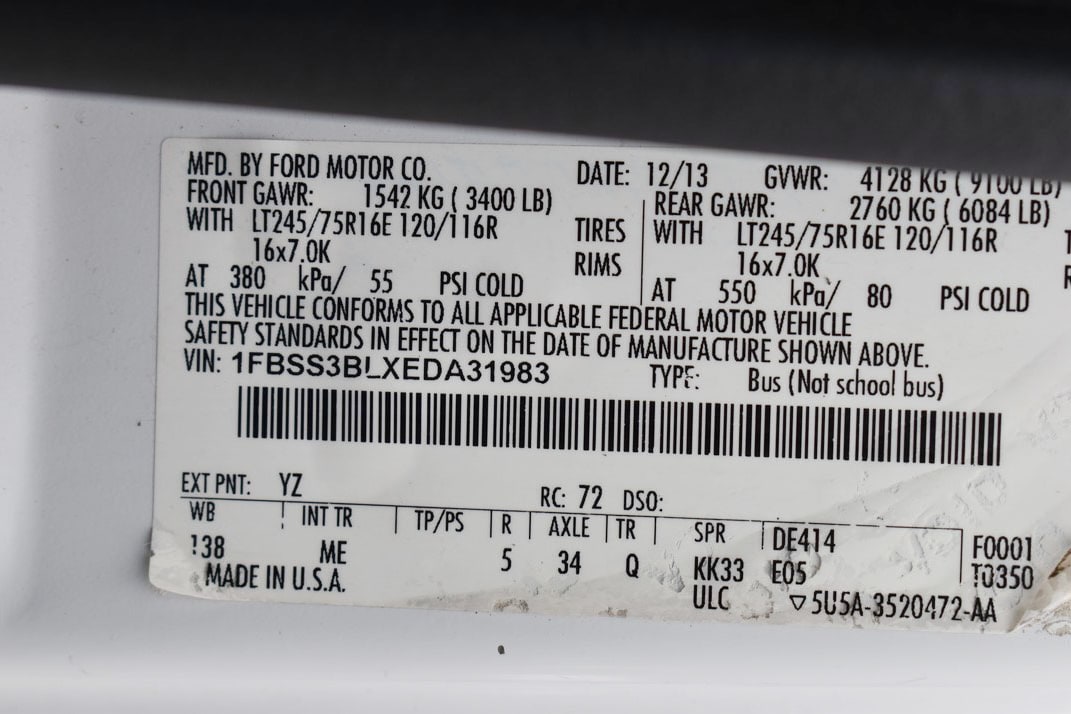 MFD. BY FORD MOTOR CO. DATE: 12/13 GVWR: 4128 KG ( 9100 LB)
FRONT GAWR: 1542 KG ( 3400 LB) REAR GAWR: 2760 KG ( 6084 LB)
WITH LT245/75R16E 120/116R TIRES WITH LT245/75R16E 120/116R
16x7.0K RIMS 16x7.0K
AT 380 kPa/ 55 PSI COLD AT 550 kPa/ 80 PSI COLD
THIS VEHICLE CONFORMS TO ALL APPLICABLE FEDERAL MOTOR VEHICLE
SAFETY STANDARDS IN EFFECT ON THE DATE OF MANUFACTURE SHOWN ABOVE.
VIN: 1FBSS3BLXEDA31983 TYPE: Bus (Not school bus)
EXT PNT: YZ RC: 72 DSO:
WB INT TR TP/PS R AXLE TR SPR DE414 F0001
138 ME 5 34 Q KK33 E05 T0350
MADE IN U.S.A. ULC ▽5U5A-3520472-AA